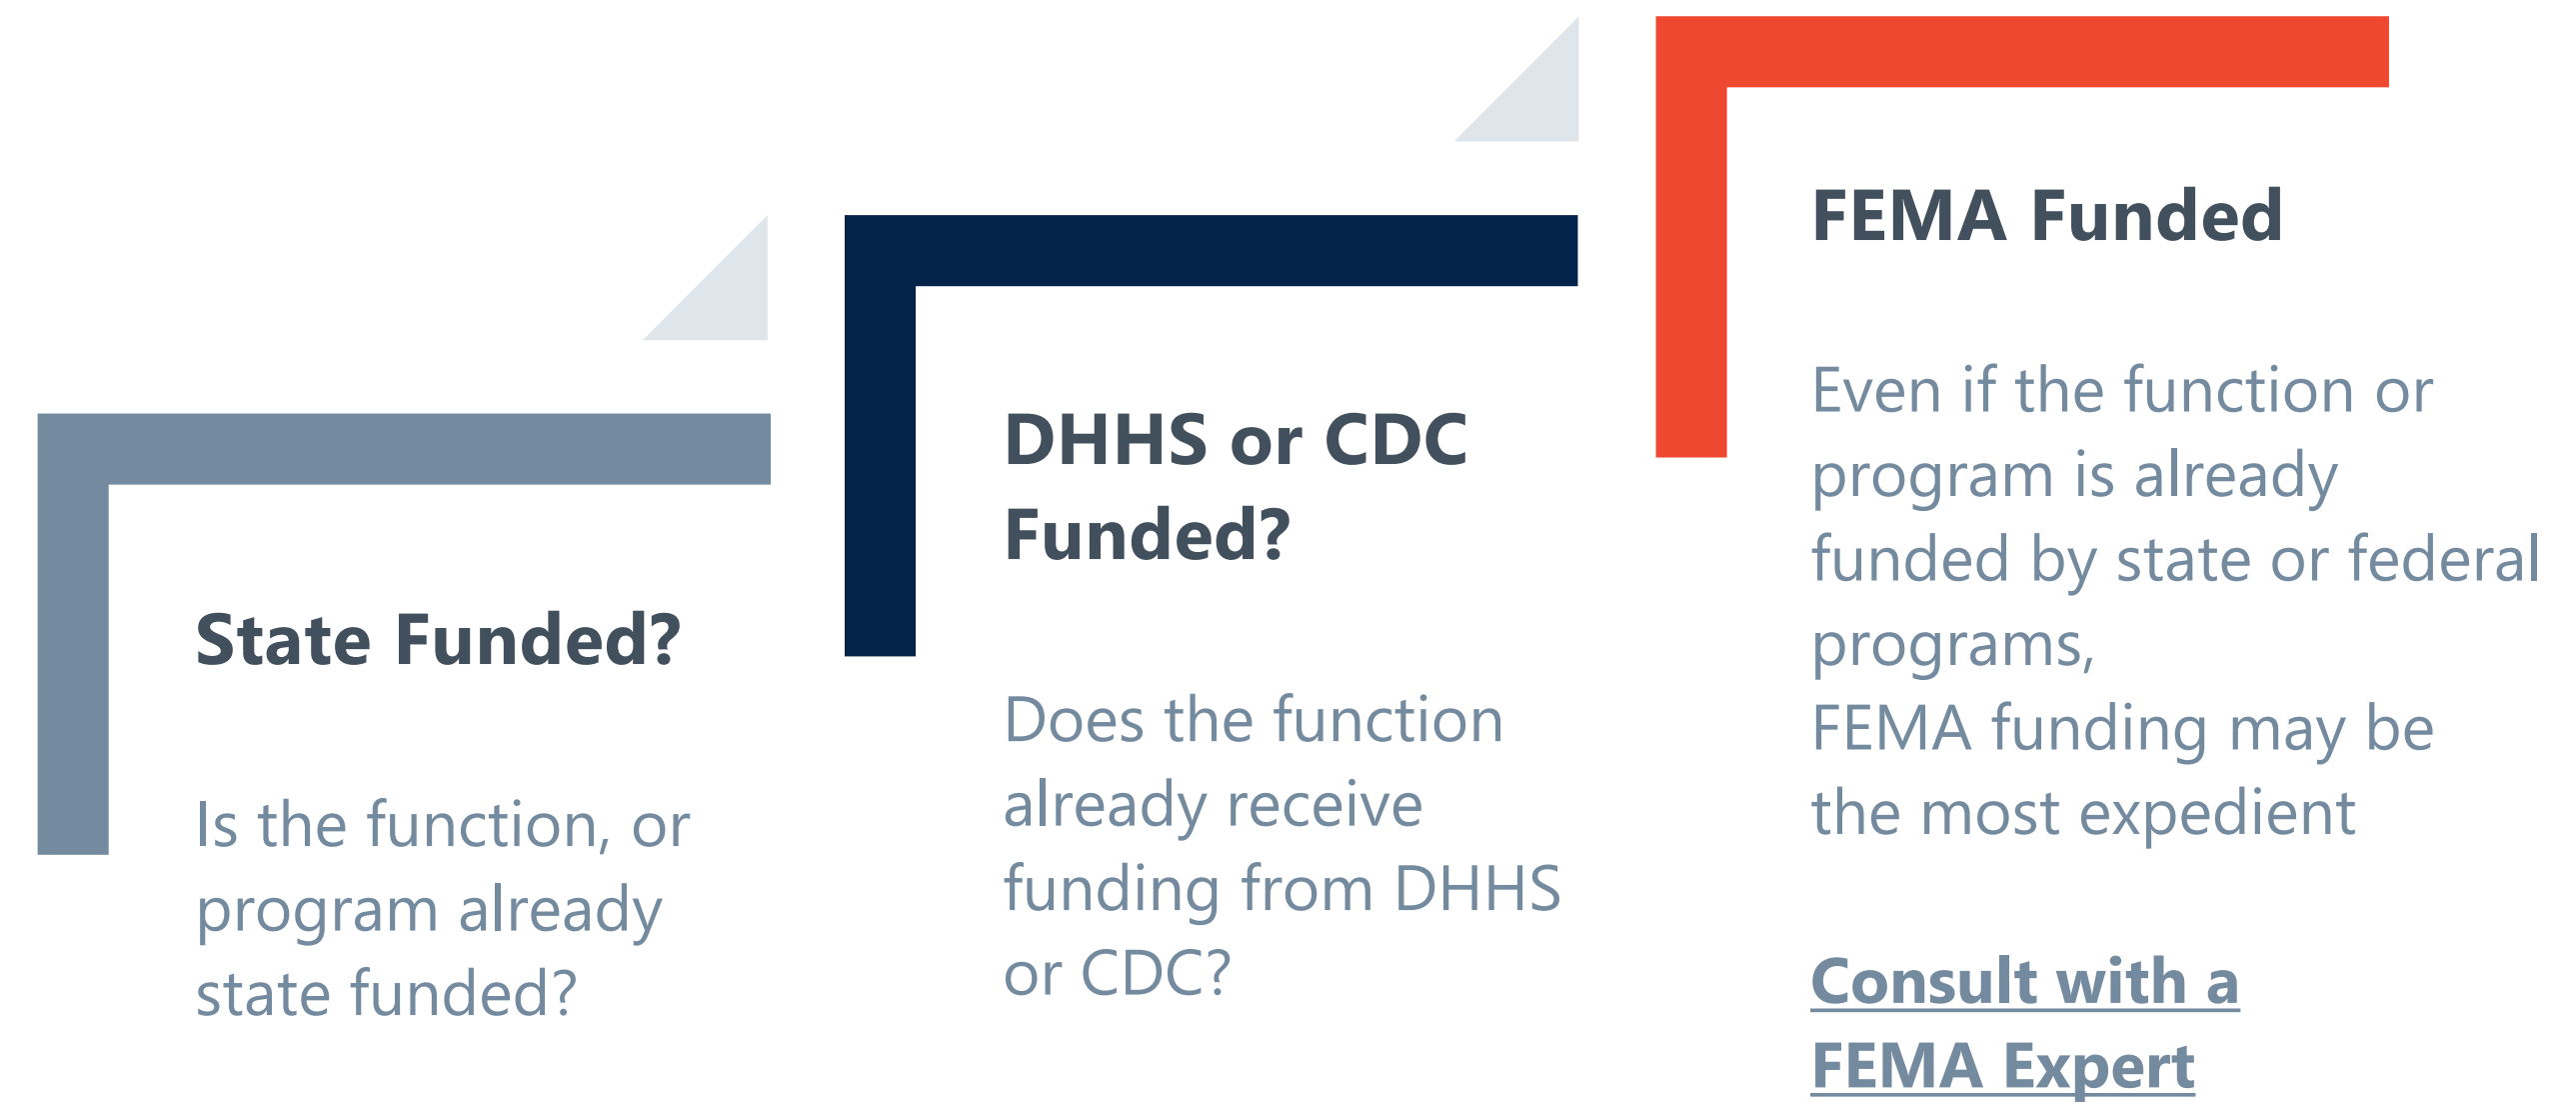 State Funded?
Is the function, or
program already
state funded?
DHHS or CDC
Funded?
Does the function
already receive
funding from DHHS
or CDC?
FEMA Funded
Even if the function or
program is already
funded by state or federal
programs,
FEMA funding may be
the most expedient
Consult with a
FEMA Expert